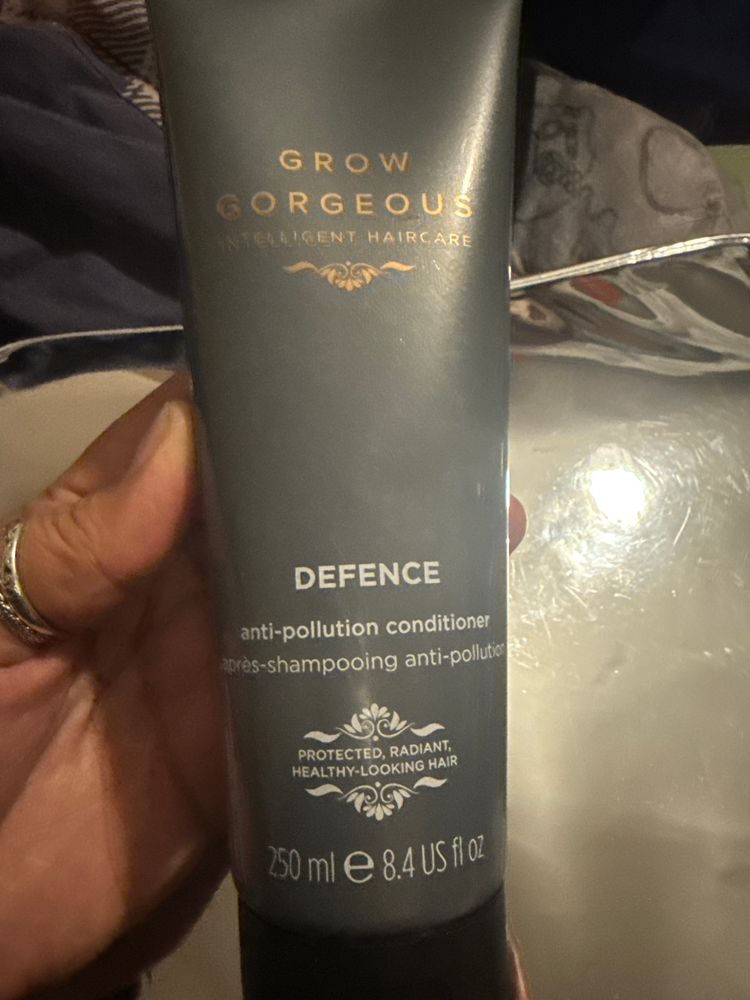 GROW
GORGEOUS
INTELLIGENT HAIRCARE
DEFENCE
anti-pollution conditioner
après-shampooing anti-pollution
PROTECTED, RADIANT,
HEALTHY-LOOKING HAIR
250 ml e 8.4 US fl oz